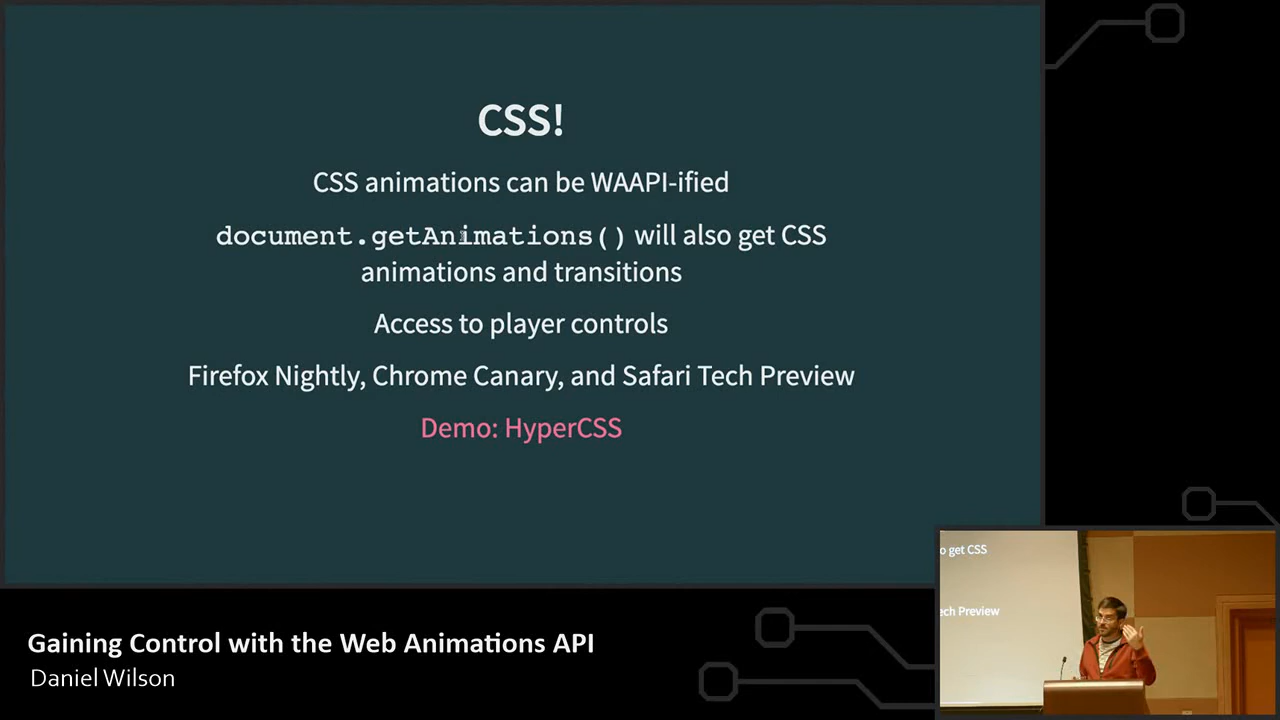 CSS!
CSS animations can be WAAPI-ified
document.getAnimations() will also get CSS
animations and transitions
Access to player controls
Firefox Nightly, Chrome Canary, and Safari Tech Preview
Demo: HyperCSS
o get CSS
ech Preview
Gaining Control with the Web Animations API
Daniel Wilson